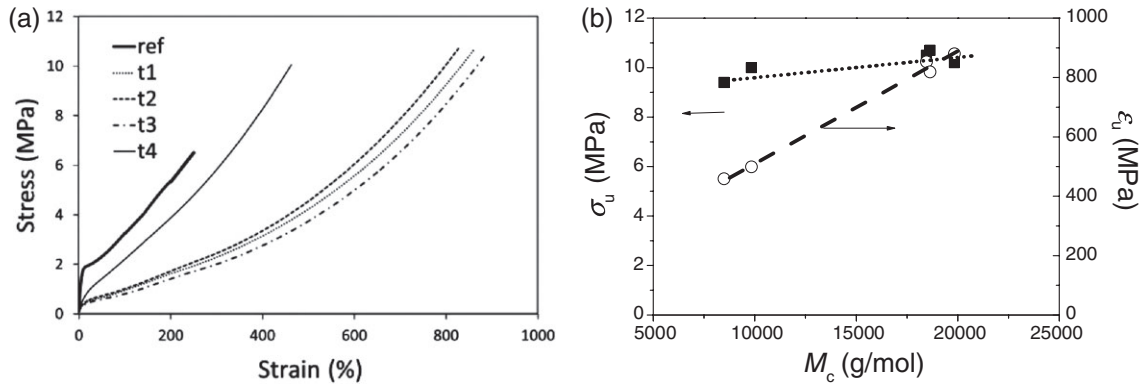 (a)
12
10
8
6
4
2
0
Stress (MPa)
ref
t1
t2
t3
t4
0 200 400 600 800 1000
Strain (%)
(b)
12
10
8
6
4
2
0
σu (MPa)
1000
800
600
400
200
0
εu (MPa)
5000 10000 15000 20000 25000
Mc (g/mol)